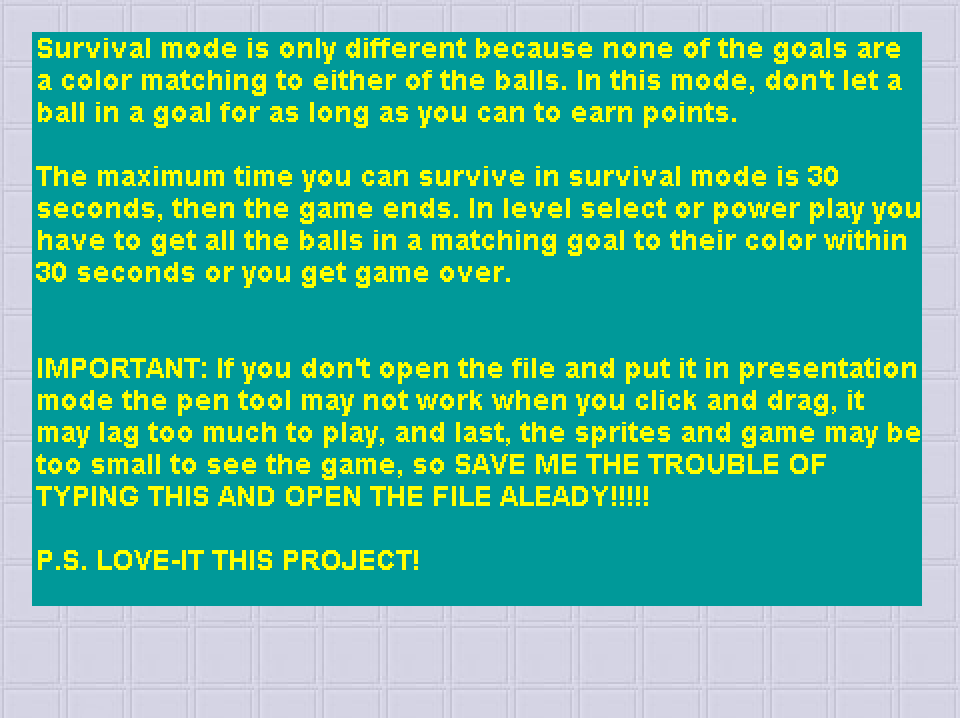 Survival mode is only different because none of the goals are
a color matching to either of the balls. In this mode, don't let a
ball in a goal for as long as you can to earn points.
The maximum time you can survive in survival mode is 30
seconds, then the game ends. In level select or power play you
have to get all the balls in a matching goal to their color within
30 seconds or you get game over.
IMPORTANT: If you don't open the file and put it in presentation
mode the pen tool may not work when you click and drag, it
may lag too much to play, and last, the sprites and game may be
too small to see the game, so SAVE ME THE TROUBLE OF
TYPING THIS AND OPEN THE FILE ALEADY!!!!!
P.S. LOVE-IT THIS PROJECT!